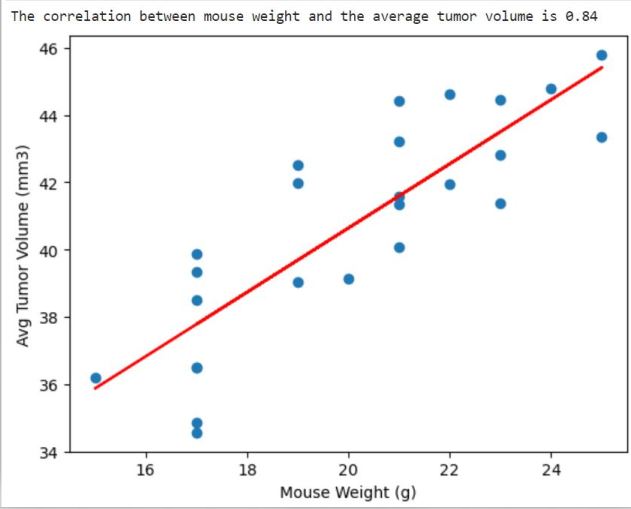 The correlation between mouse weight and the average tumor volume is 0.84
46
44
42
40
38
36
34
Avg Tumor Volume (mm3)
16 18 20 22 24
Mouse Weight (g)